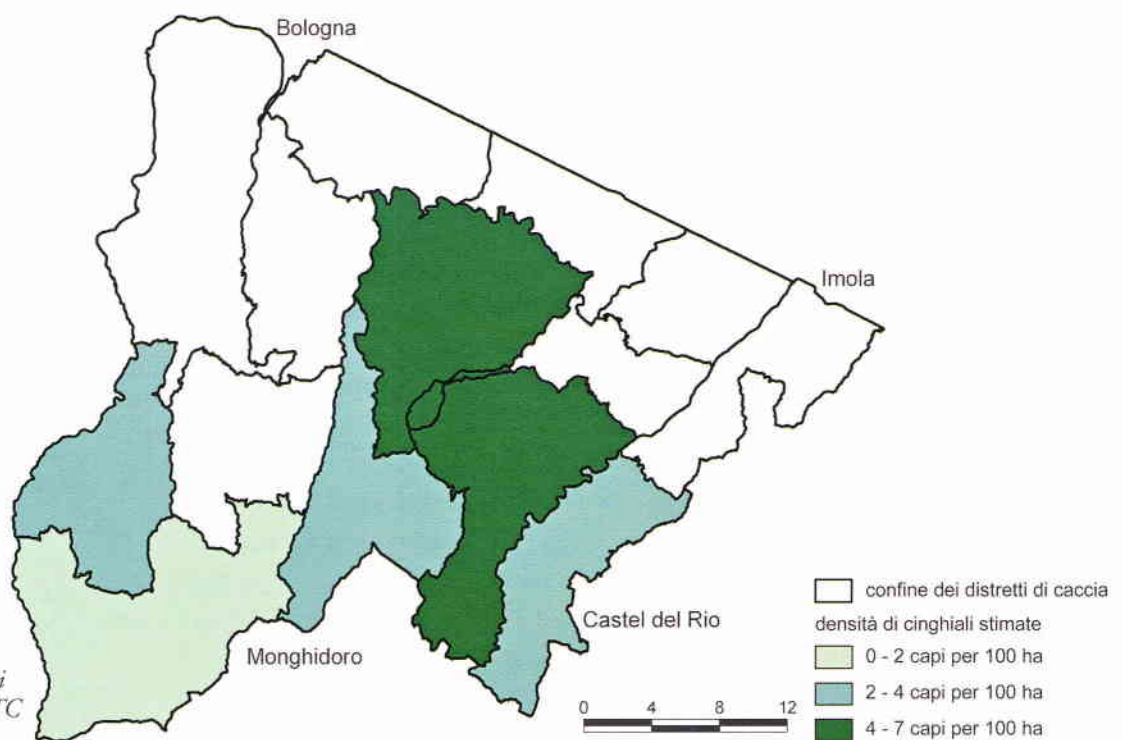 Bologna
Imola
Castel del Rio
Monghidoro
i
TC
0 4 8 12
confine dei distretti di caccia
densità di cinghiali stimate
0 - 2 capi per 100 ha
2 - 4 capi per 100 ha
4 - 7 capi per 100 ha